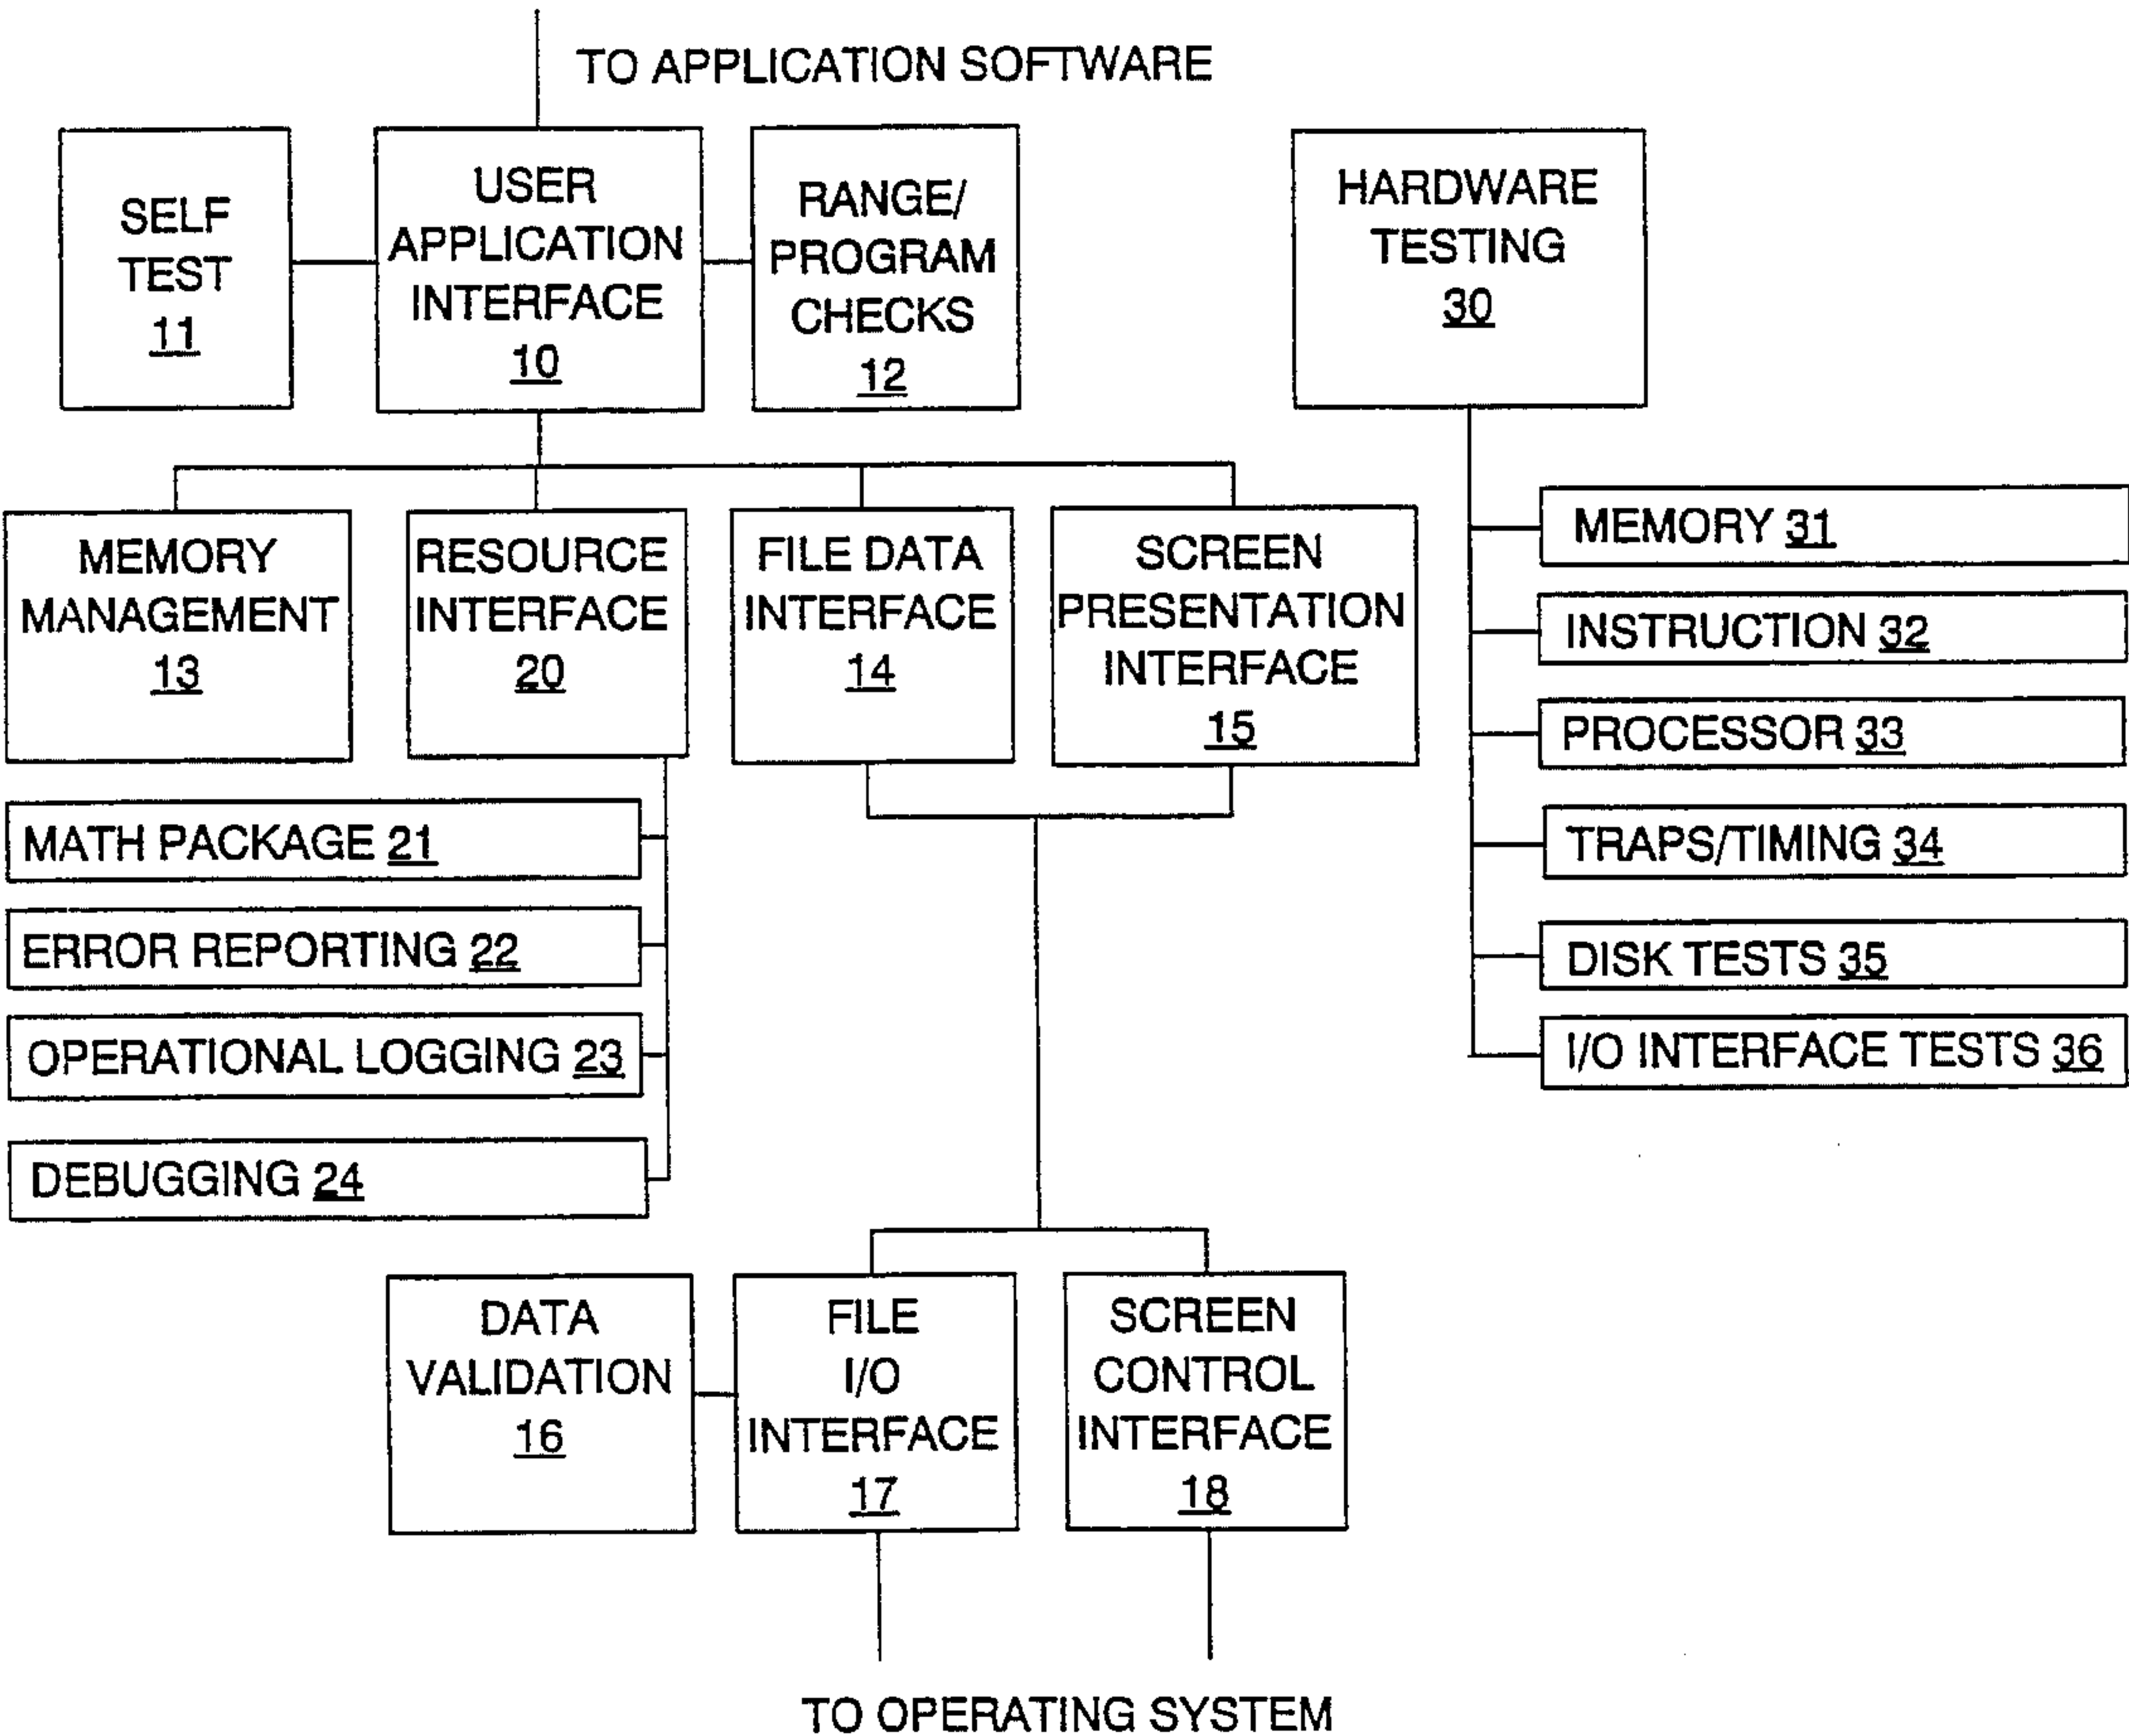 TO APPLICATION SOFTWARE
SELF
TEST
11
USER
APPLICATION
INTERFACE
10
RANGE/
PROGRAM
CHECKS
12
HARDWARE
TESTING
30
MEMORY
MANAGEMENT
13
RESOURCE
INTERFACE
20
FILE DATA
INTERFACE
14
SCREEN
PRESENTATION
INTERFACE
15
MEMORY 31
INSTRUCTION 32
PROCESSOR 33
TRAPS/TIMING 34
DISK TESTS 35
I/O INTERFACE TESTS 36
MATH PACKAGE 21
ERROR REPORTING 22
OPERATIONAL LOGGING 23
DEBUGGING 24
DATA
VALIDATION
16
FILE
I/O
INTERFACE
17
SCREEN
CONTROL
INTERFACE
18
TO OPERATING SYSTEM